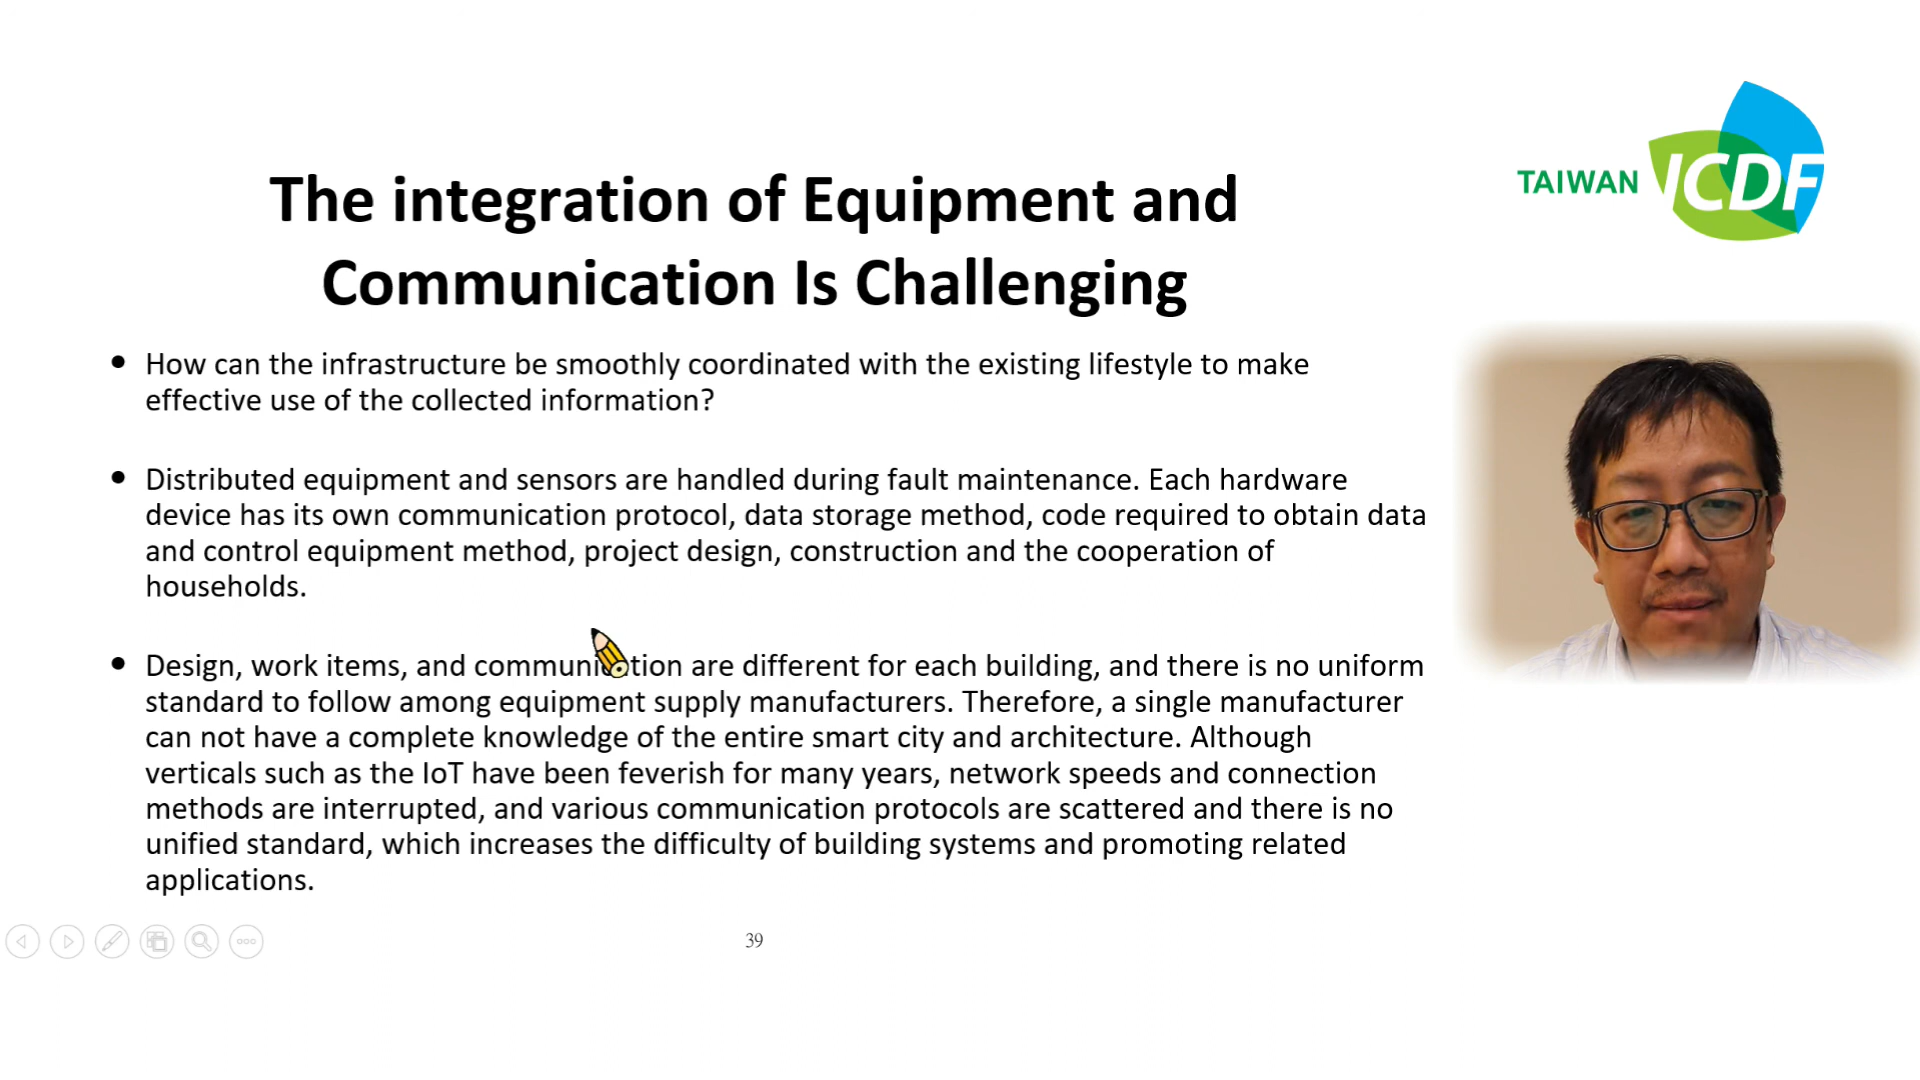 TAIWAN ICDF
The integration of Equipment and
Communication Is Challenging
• How can the infrastructure be smoothly coordinated with the existing lifestyle to make
effective use of the collected information?
• Distributed equipment and sensors are handled during fault maintenance. Each hardware
device has its own communication protocol, data storage method, code required to obtain data
and control equipment method, project design, construction and the cooperation of
households.
• Design, work items, and communication are different for each building, and there is no uniform
standard to follow among equipment supply manufacturers. Therefore, a single manufacturer
can not have a complete knowledge of the entire smart city and architecture. Although
verticals such as the IoT have been feverish for many years, network speeds and connection
methods are interrupted, and various communication protocols are scattered and there is no
unified standard, which increases the difficulty of building systems and promoting related
applications.
39